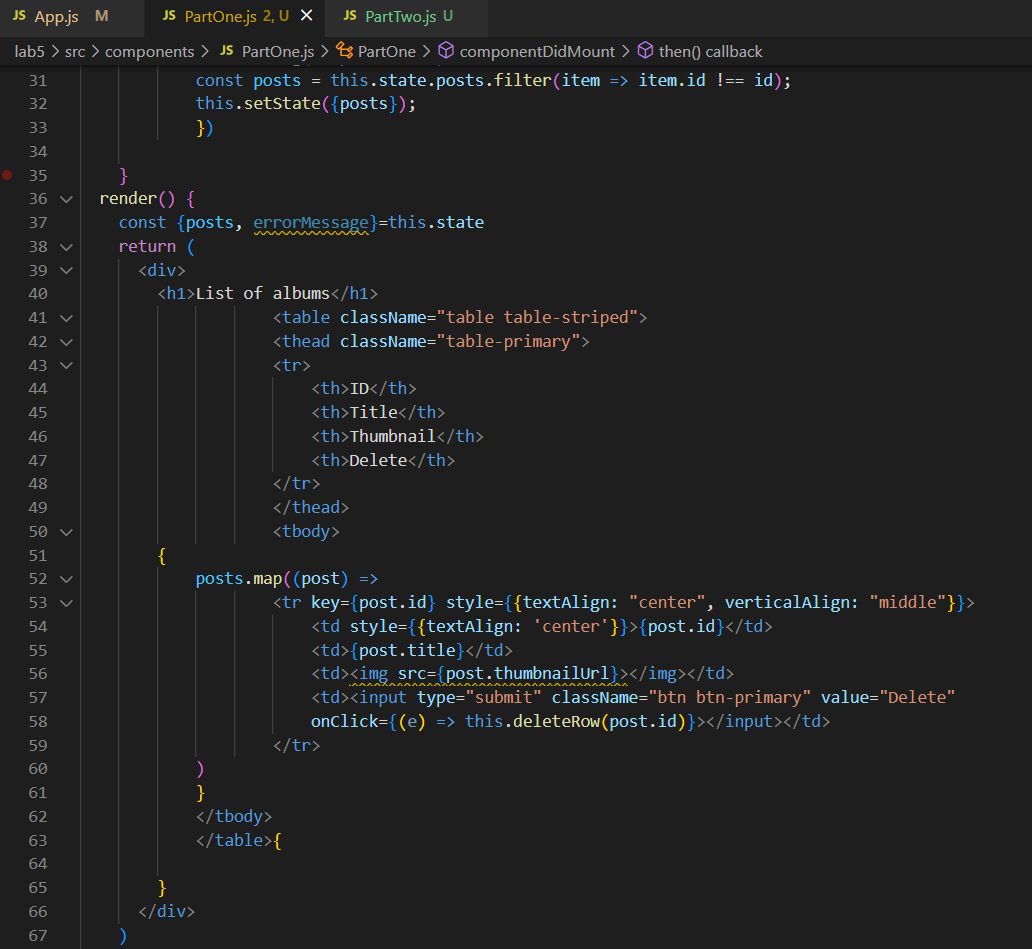 JS App.js M JS PartOne.js 2, U × JS PartTwo.js U
lab5 > src > components > JS PartOne.js > PartOne > componentDidMount > then() callback
31 const posts = this.state.posts.filter(item => item.id !== id);
32 this.setState({posts});
33 })
34
35 }
36 render() {
37 const {posts, errorMessage}=this.state
38 return (
39 <div>
40 <h1>List of albums</h1>
41 <table className="table table-striped">
42 <thead className="table-primary">
43 <tr>
44 <th>ID</th>
45 <th>Title</th>
46 <th>Thumbnail</th>
47 <th>Delete</th>
48 </tr>
49 </thead>
50 <tbody>
51 {
52 posts.map((post) =>
53 <tr key={post.id} style={{textAlign: "center", verticalAlign: "middle"}}>
54 <td style={{textAlign: 'center'}}>{post.id}</td>
55 <td>{post.title}</td>
56 <td><img src={post.thumbnailUrl}></img></td>
57 <td><input type="submit" className="btn btn-primary" value="Delete"
58 onClick={(e) => this.deleteRow(post.id)}></input></td>
59 </tr>
60 )
61 }
62 </tbody>
63 </table>{
64
65 }
66 </div>
67 )